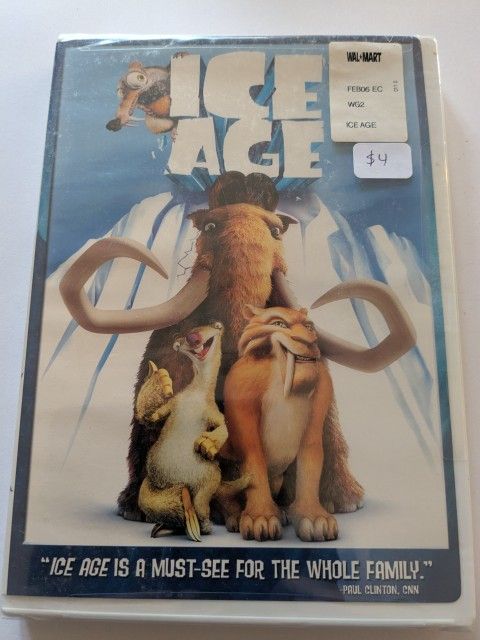 ICE
AGE
WAL★MART
FEB06 EC
WG2
ICE AGE
$4
"ICE AGE IS A MUST-SEE FOR THE WHOLE FAMILY."
-PAUL CLINTON, CNN